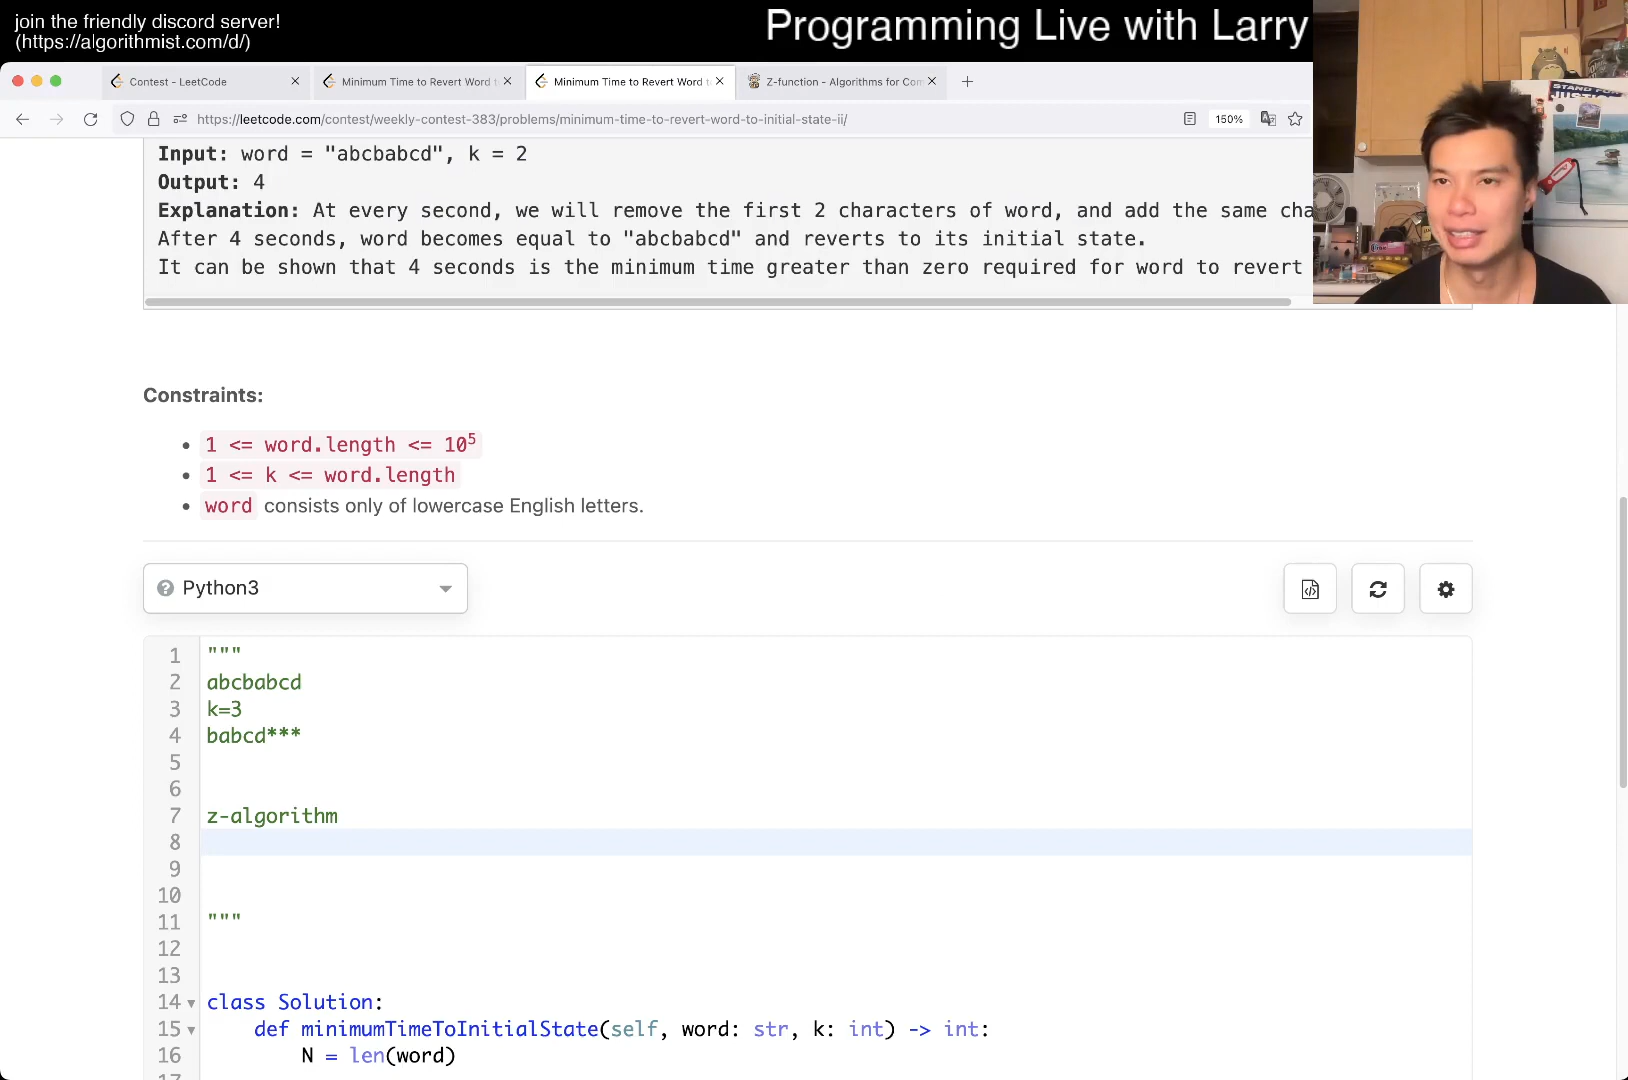 join the friendly discord server!
(https://algorithmist.com/d/)
Programming Live with Larry
Contest - LeetCode
Minimum Time to Revert Word t
Minimum Time to Revert Word to
Z-function - Algorithms for Com
https://leetcode.com/contest/weekly-contest-383/problems/minimum-time-to-revert-word-to-initial-state-ii/
150%
Input: word = "abcbabcd", k = 2
Output: 4
Explanation: At every second, we will remove the first 2 characters of word, and add the same cha
After 4 seconds, word becomes equal to "abcbabcd" and reverts to its initial state.
It can be shown that 4 seconds is the minimum time greater than zero required for word to revert
Constraints:
1 <= word.length <= 10^5
1 <= k <= word.length
word consists only of lowercase English letters.
Python3
1 """
2 abcbabcd
3 k=3
4 babcd***
5
6
7 z-algorithm
8
9
10
11 """
12
13
14 class Solution:
15 def minimumTimeToInitialState(self, word: str, k: int) -> int:
16 N = len(word)